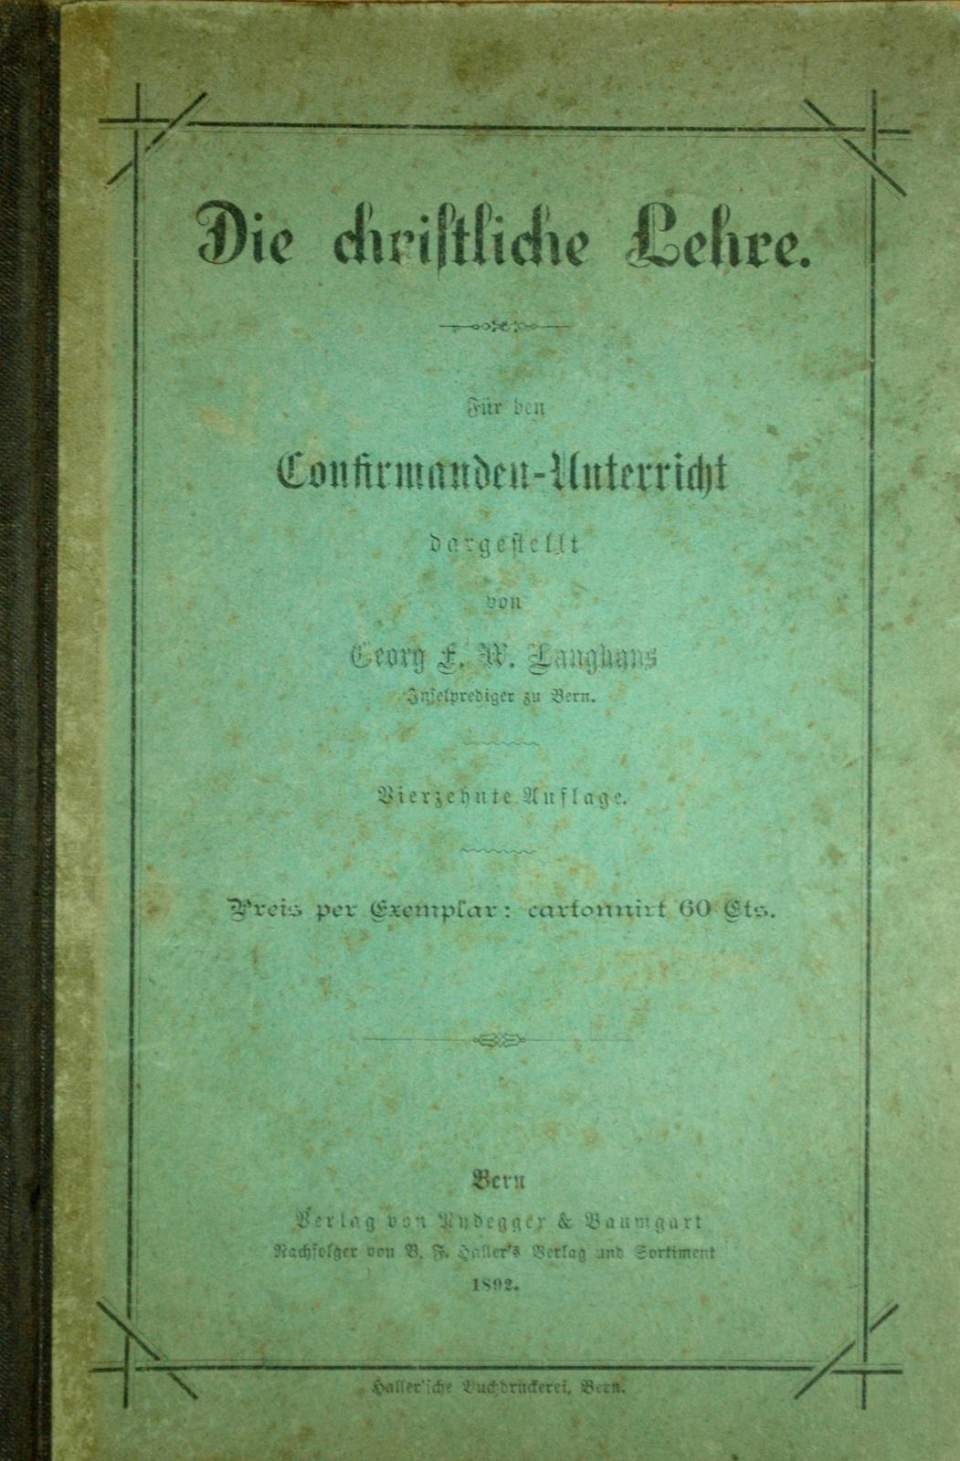 Die christliche Lehre.
Für den
Confirmanden-Unterricht
dargestellt
von
Georg F. W. Langhans
Inselprediger zu Bern.
Vierzehnte Auflage.
Preis per Exemplar: cartonnirt 60 Cts.
Bern
Verlag von Rüdegger & Baumgart
Nachfolger von B. F. Haller's Verlag und Sortiment
1892.
Haller'sche Buchdruckerei, Bern.